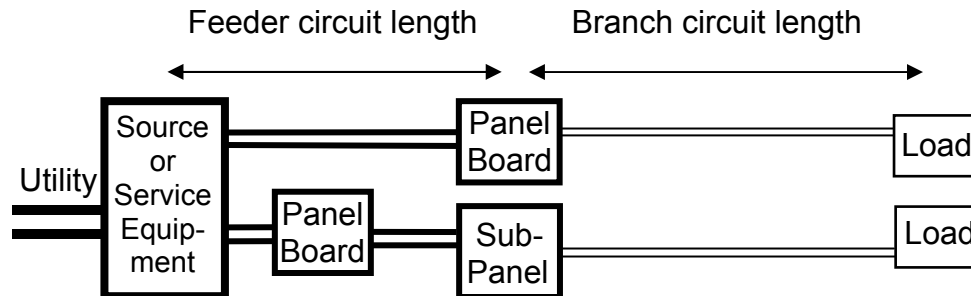 Feeder circuit length
Branch circuit length
Source
or
Service
Equip-
ment
Utility
Panel
Board
Load
Panel
Board
Sub-
Panel
Load